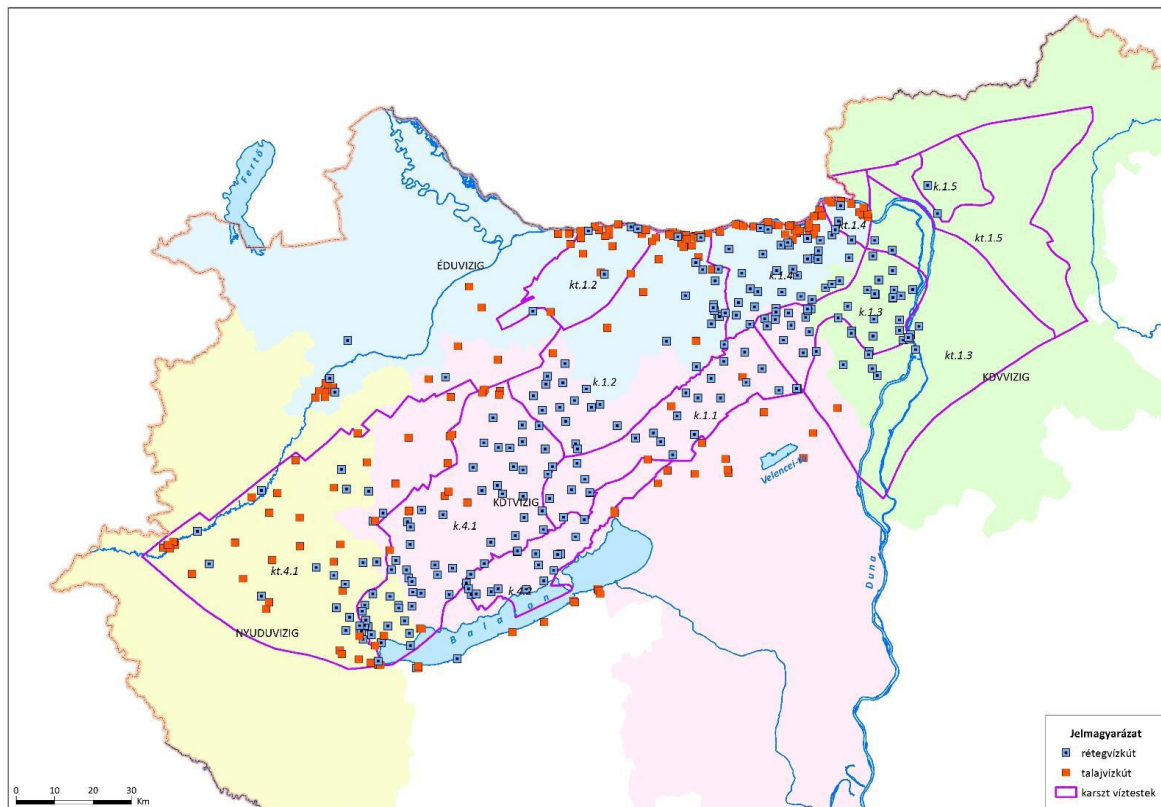 Fertő
k.1.5
kt.1.4
kt.1.5
ÉDUVIZIG
kt.1.2
k.1.4
k.1.3
kt.1.3
KDVVIZIG
k.1.2
k.1.1
Velencei-tó
KDTVIZIG
k.4.1
kt.4.1
k.4.2
Duna
NYUDUVIZIG
Balaton
Jelmagyarázat
rétegvízkút
talajvízkút
karszt víztestek
0 10 20 30
Km